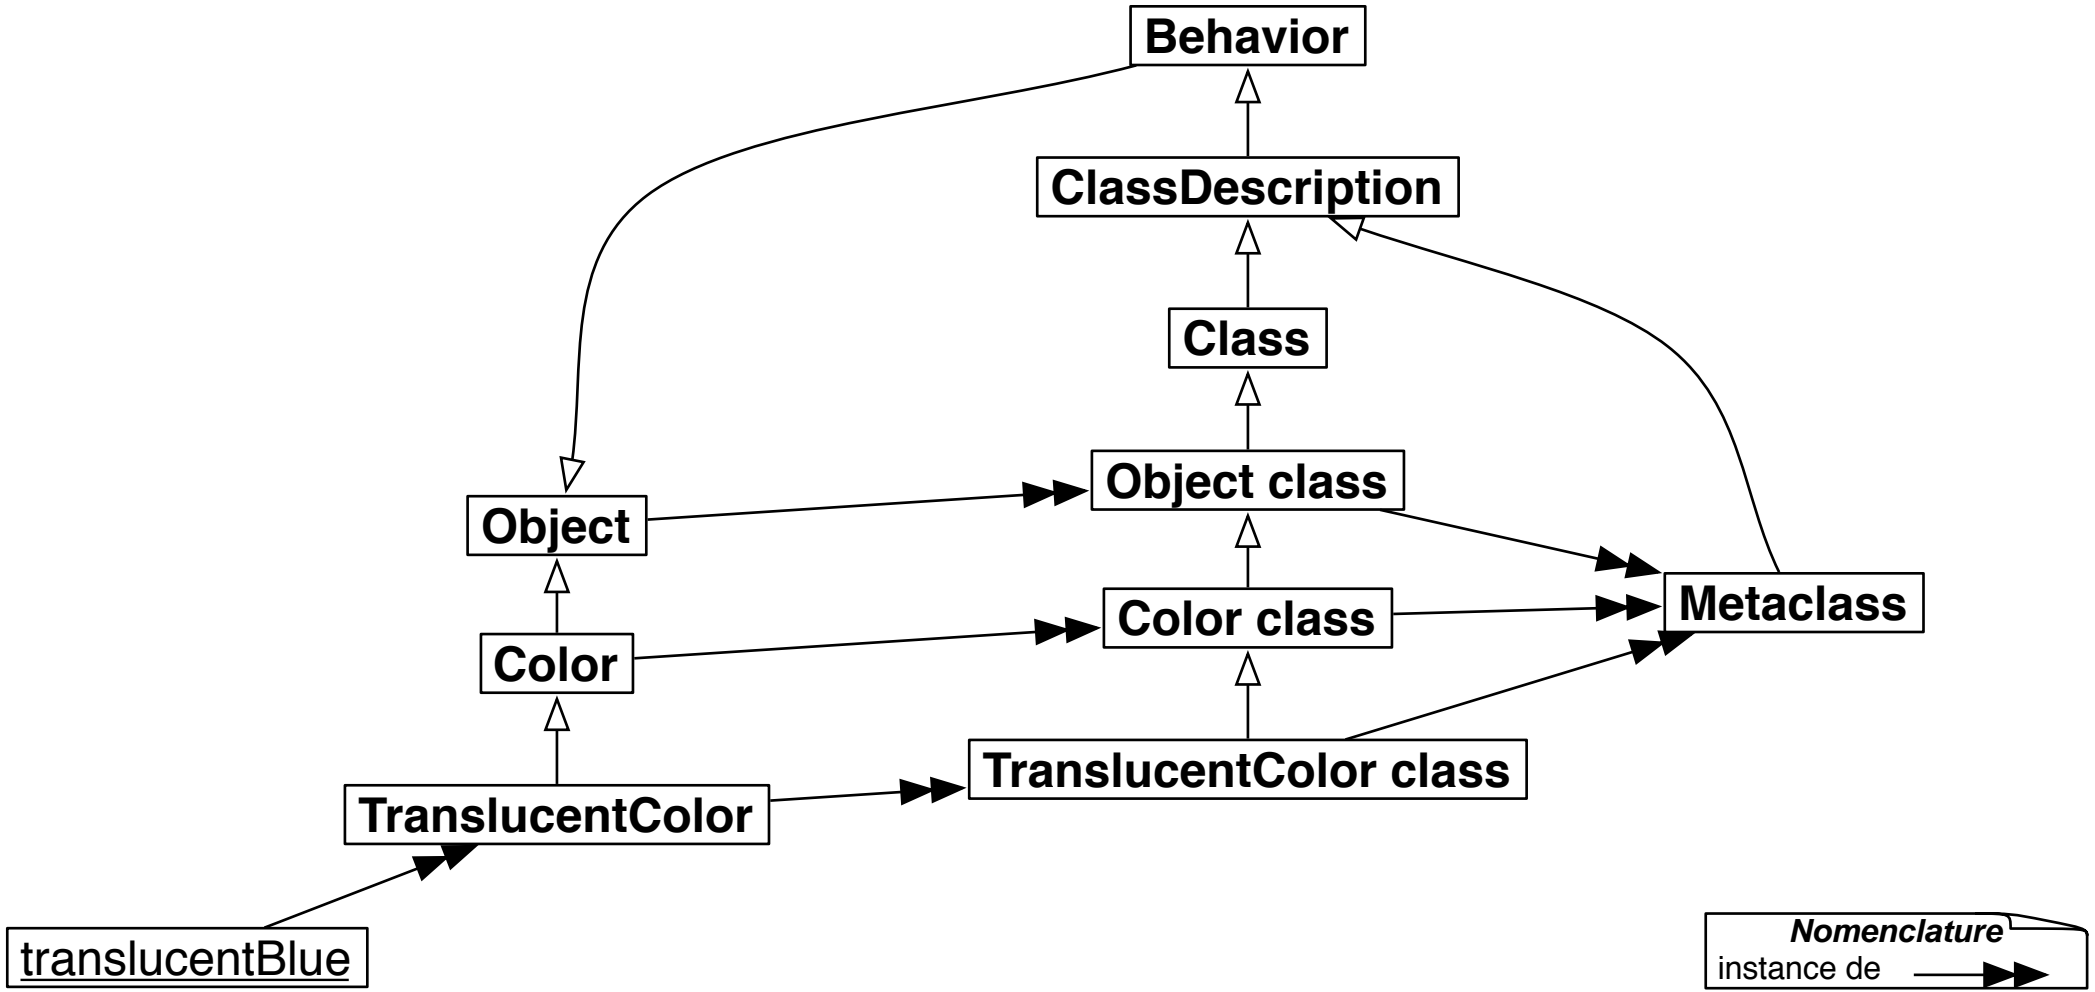 Behavior
ClassDescription
Class
Object class
Object
Color class
Metaclass
Color
TranslucentColor class
TranslucentColor
translucentBlue
Nomenclature
instance de